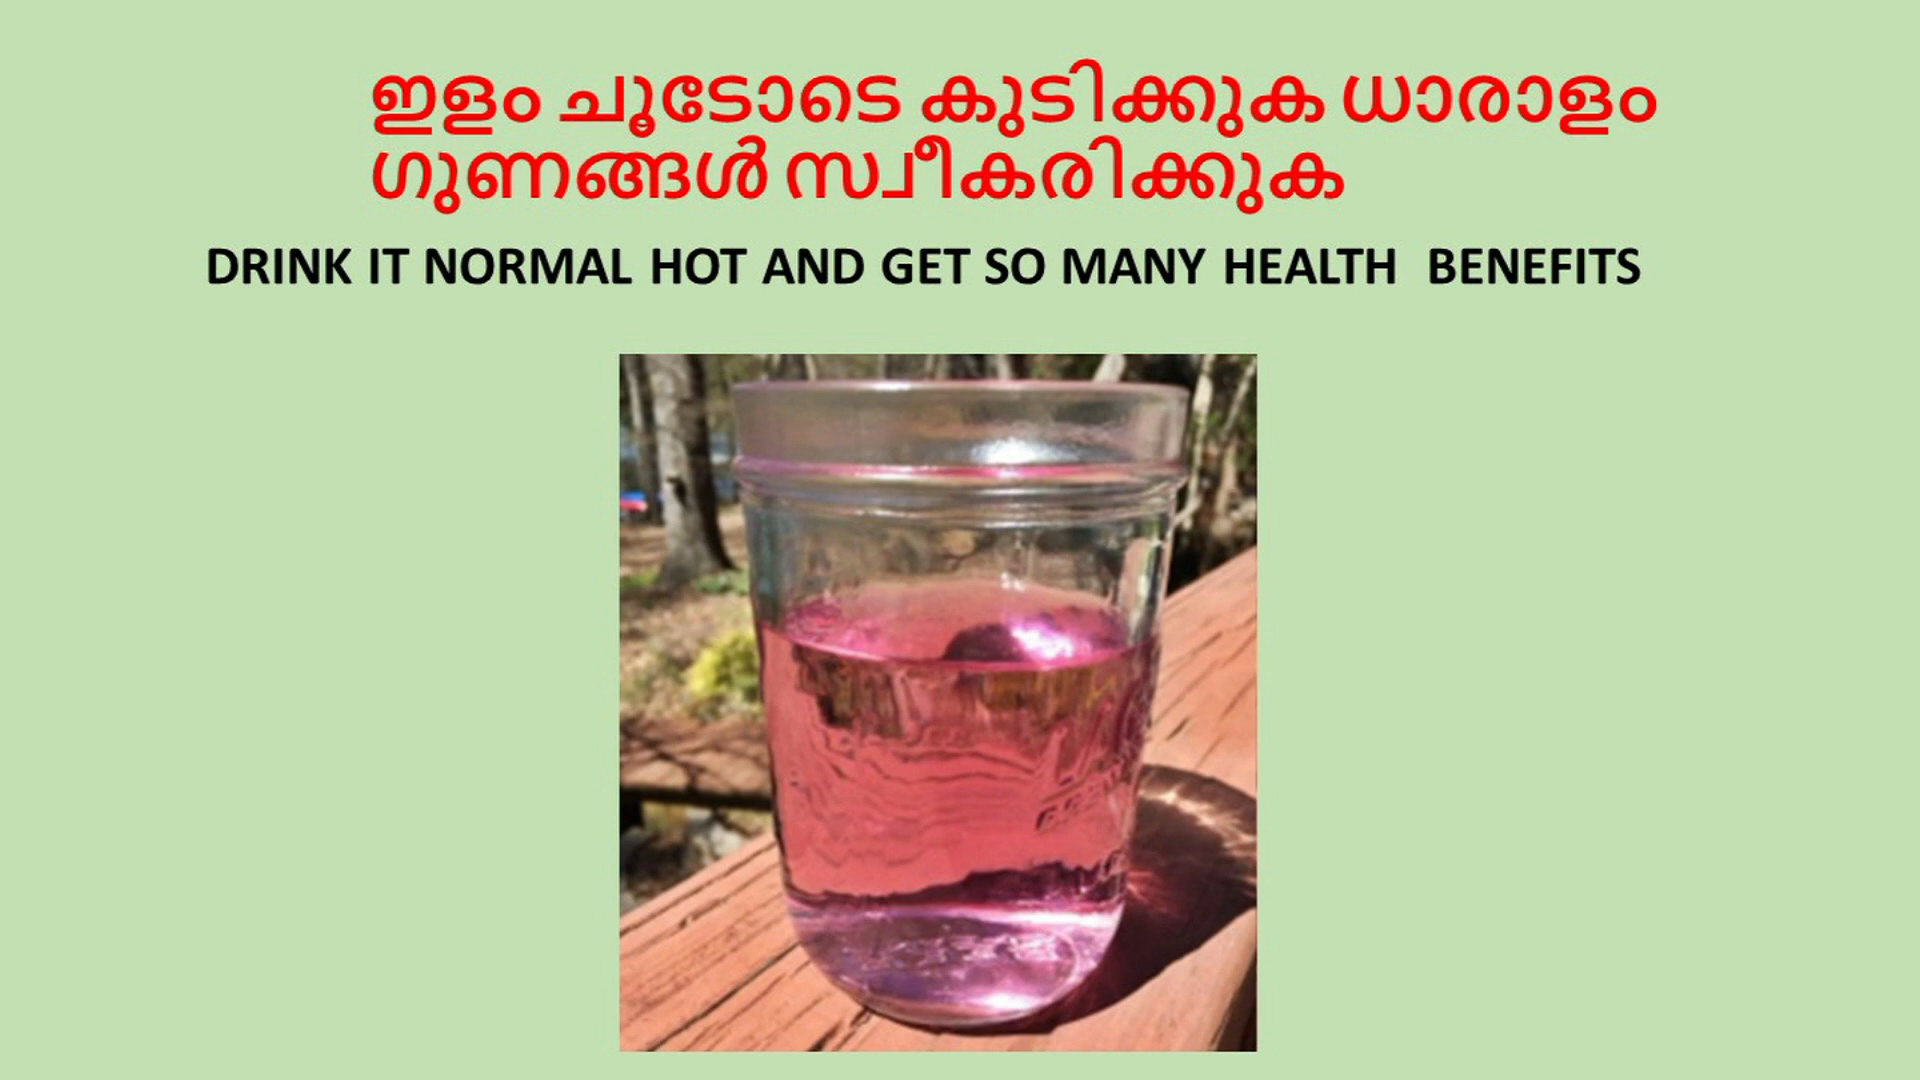 ഇളം ചൂടോടെ കുടിക്കുക ധാരാളം
ഗുണങ്ങൾ സ്വീകരിക്കുക
DRINK IT NORMAL HOT AND GET SO MANY HEALTH BENEFITS